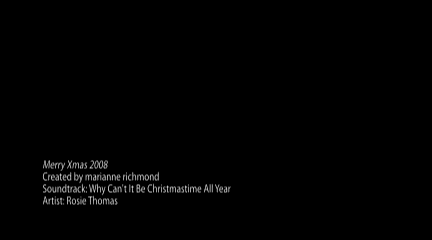 Merry Xmas 2008
Created by marianne richmond
Soundtrack: Why Can't It Be Christmastime All Year
Artist: Rosie Thomas